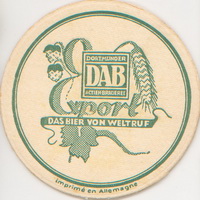 DORTMUNDER
DAB
ACTIEN BRAUEREI
Export
DAS BIER VON WELTRUF
Imprimé en Allemagne